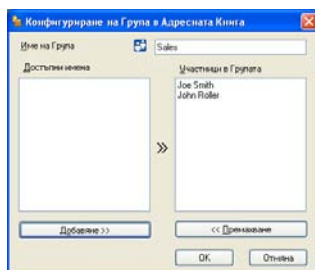 Конфигуриране на Група в Адресната Книга
Име на Група
Sales
Достъпни имена
Участници в Групата
Joe Smith
John Roller
Добавяне >>
<< Премахване
OK
Отмяна